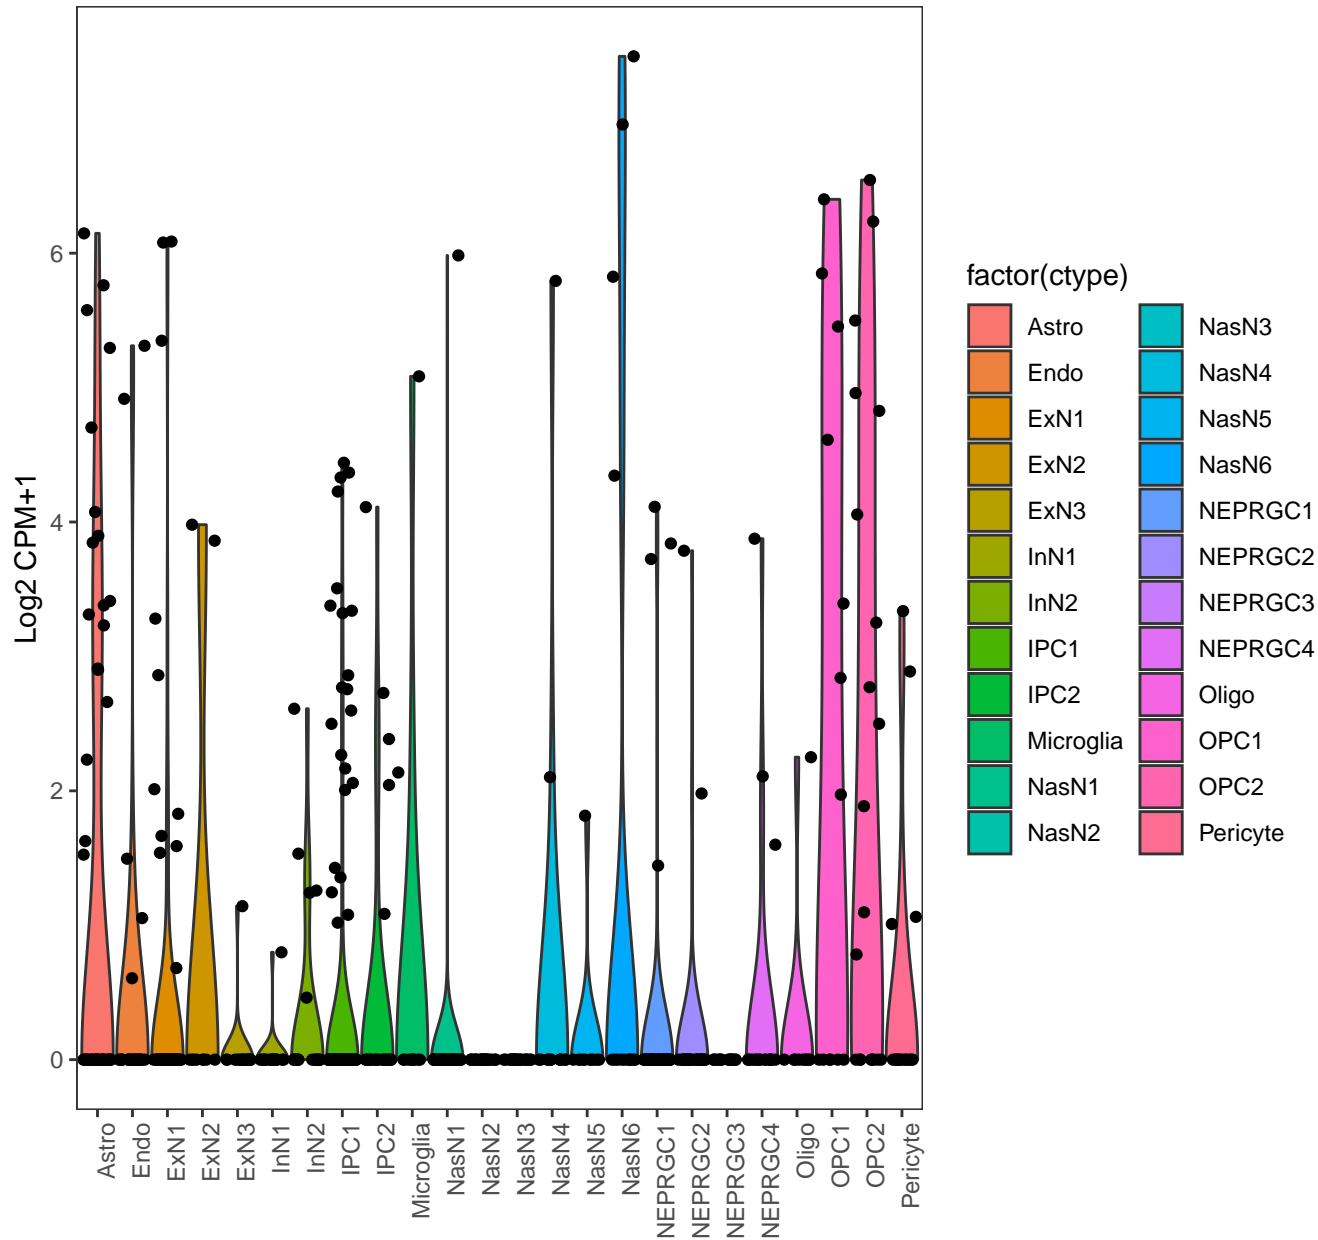 Log2 CPM+1
6
4
2
0
Astro
Endo
ExN1
ExN2
ExN3
InN1
InN2
IPC1
IPC2
Microglia
NasN1
NasN2
NasN3
NasN4
NasN5
NasN6
NEPRGC1
NEPRGC2
NEPRGC3
NEPRGC4
Oligo
OPC1
OPC2
Pericyte
factor(ctype)
Astro
Endo
ExN1
ExN2
ExN3
InN1
InN2
IPC1
IPC2
Microglia
NasN1
NasN2
NasN3
NasN4
NasN5
NasN6
NEPRGC1
NEPRGC2
NEPRGC3
NEPRGC4
Oligo
OPC1
OPC2
Pericyte